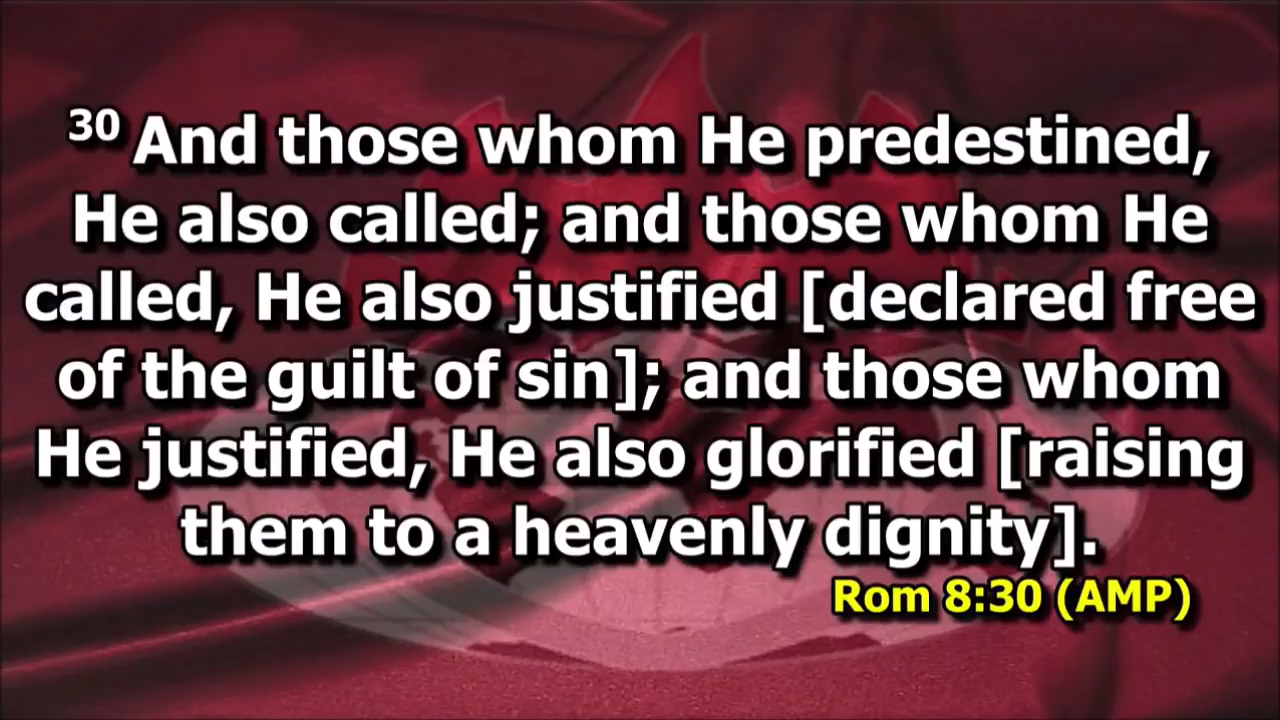 30 And those whom He predestined,
He also called; and those whom He
called, He also justified [declared free
of the guilt of sin]; and those whom
He justified, He also glorified [raising
them to a heavenly dignity].
Rom 8:30 (AMP)